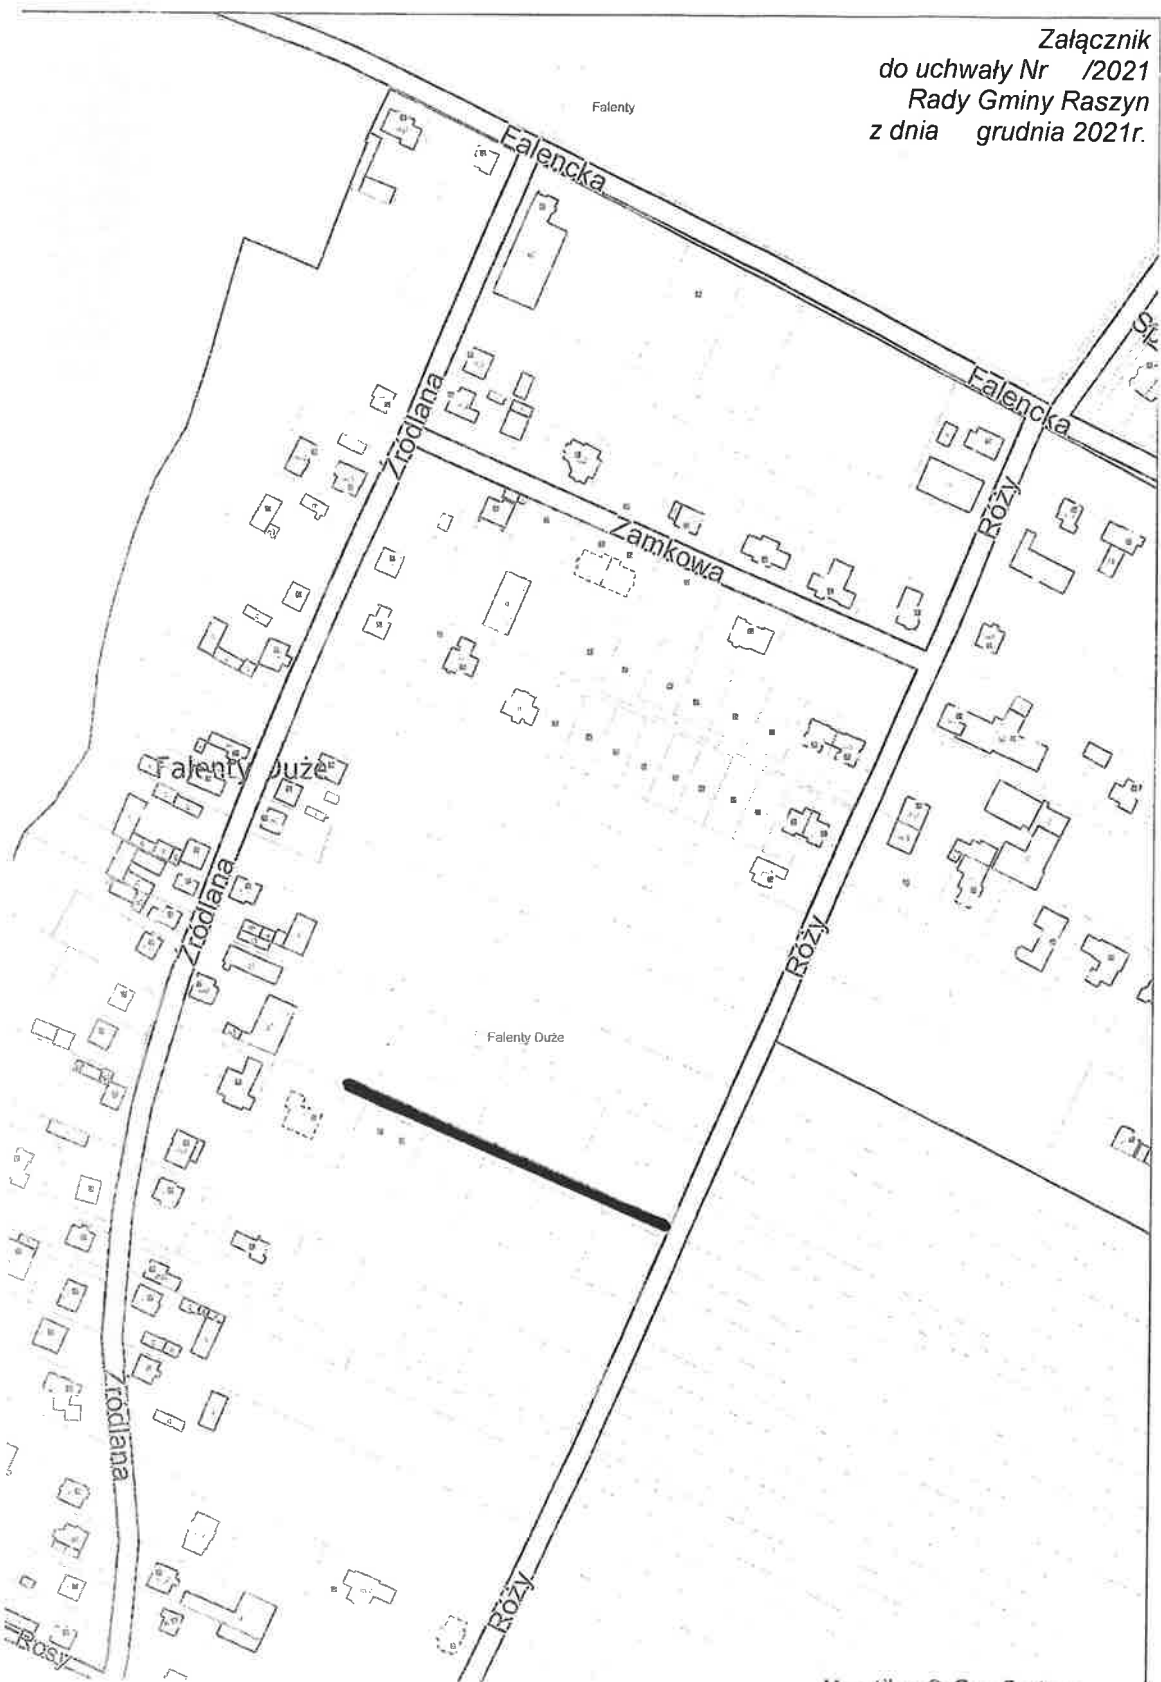 Załącznik
do uchwały Nr /2021
Rady Gminy Raszyn
z dnia grudnia 2021r.
Falenty
Falencka
Falencka
Źródlana
Róży
Zamkowa
Falenty Duże
Źródlana
Róży
Falenty Duże
Źródlana
Róży
Rosy